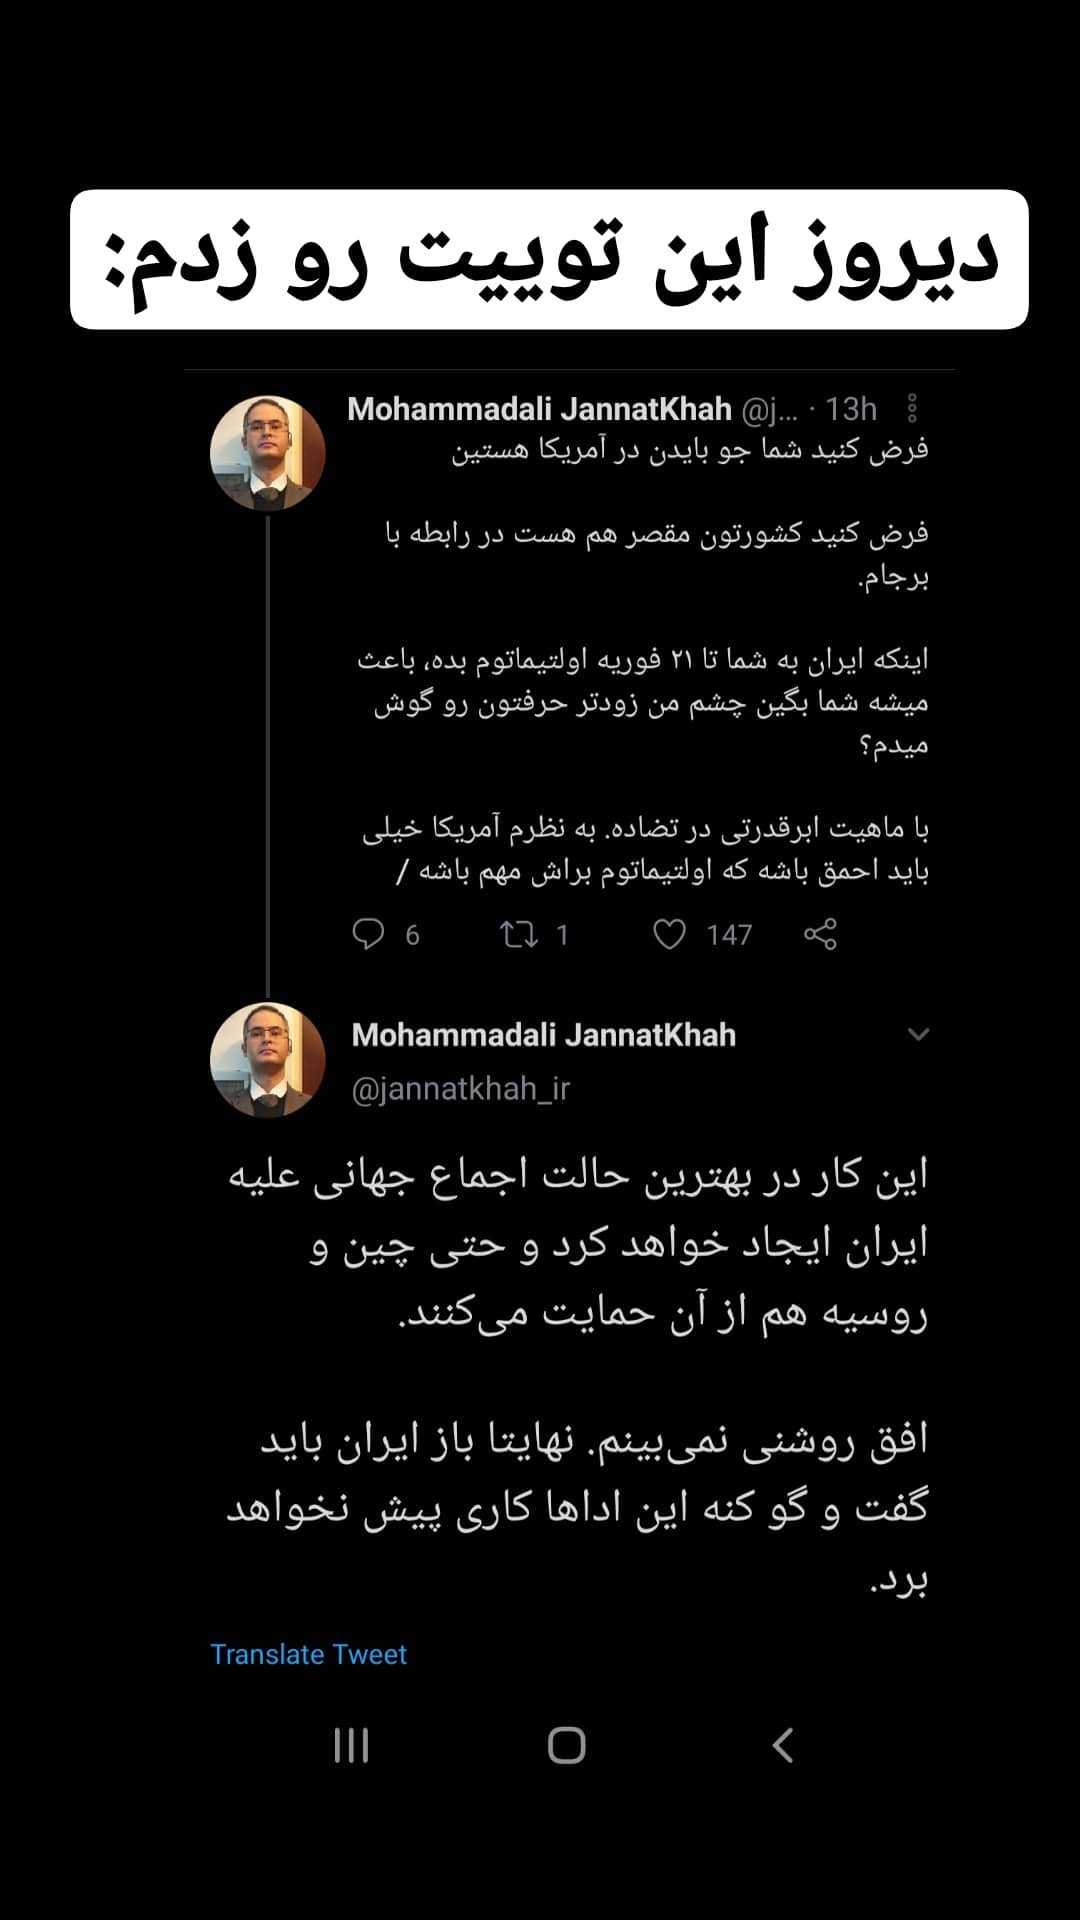 دیروز این توییت رو زدم:
Mohammadali JannatKhah @j... · 13h
فرض کنید شما جو بایدن در آمریکا هستین
فرض کنید کشورتون مقصر هم هست در رابطه با
برجام.
اینکه ایران به شما تا ۲۱ فوریه اولتیماتوم بده، باعث
میشه شما بگین چشم من زودتر حرفتون رو گوش
میدم؟
با ماهیت ابرقدرتی در تضاده. به نظرم آمریکا خیلی
باید احمق باشه که اولتیماتوم براش مهم باشه /
6 1 147
Mohammadali JannatKhah
@jannatkhah_ir
این کار در بهترین حالت اجماع جهانی علیه
ایران ایجاد خواهد کرد و حتی چین و
روسیه هم از آن حمایت می‌کنند.
افق روشنی نمی‌بینم. نهایتا باز ایران باید
گفت و گو کنه این اداها کاری پیش نخواهد
برد.
Translate Tweet